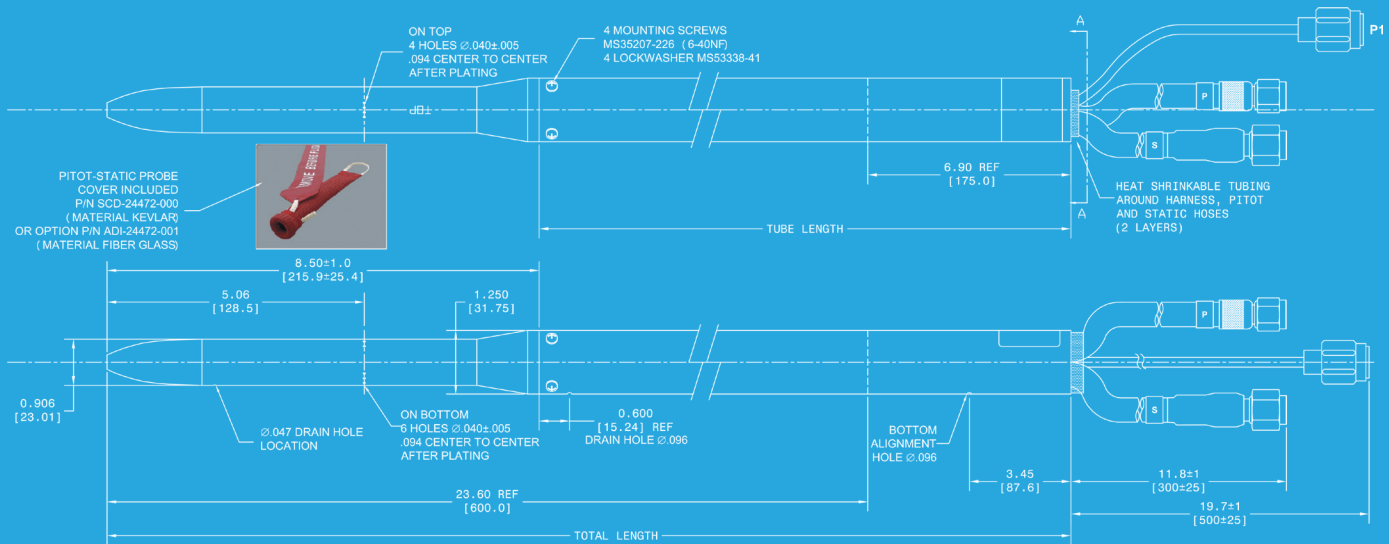 ON TOP
4 HOLES Ø.040±.005
.094 CENTER TO CENTER
AFTER PLATING
4 MOUNTING SCREWS
MS35207-226 (6-40NF)
4 LOCKWASHER MS53338-41
A
P1
TOP
P
S
6.90 REF
[175.0]
A
HEAT SHRINKABLE TUBING
AROUND HARNESS, PITOT
AND STATIC HOSES
(2 LAYERS)
PITOT-STATIC PROBE
COVER INCLUDED
P/N SCD-24472-000
(MATERIAL KEVLAR)
OR OPTION P/N ADI-24472-001
(MATERIAL FIBER GLASS)
TUBE LENGTH
8.50±1.0
[215.9±25.4]
5.06
[128.5]
1.250
[31.75]
P
S
0.906
[23.01]
Ø.047 DRAIN HOLE
LOCATION
ON BOTTOM
6 HOLES Ø.040±.005
.094 CENTER TO CENTER
AFTER PLATING
0.600
[15.24] REF
DRAIN HOLE Ø.096
BOTTOM
ALIGNMENT
HOLE Ø.096
3.45
[87.6]
11.8±1
[300±25]
23.60 REF
[600.0]
19.7±1
[500±25]
TOTAL LENGTH